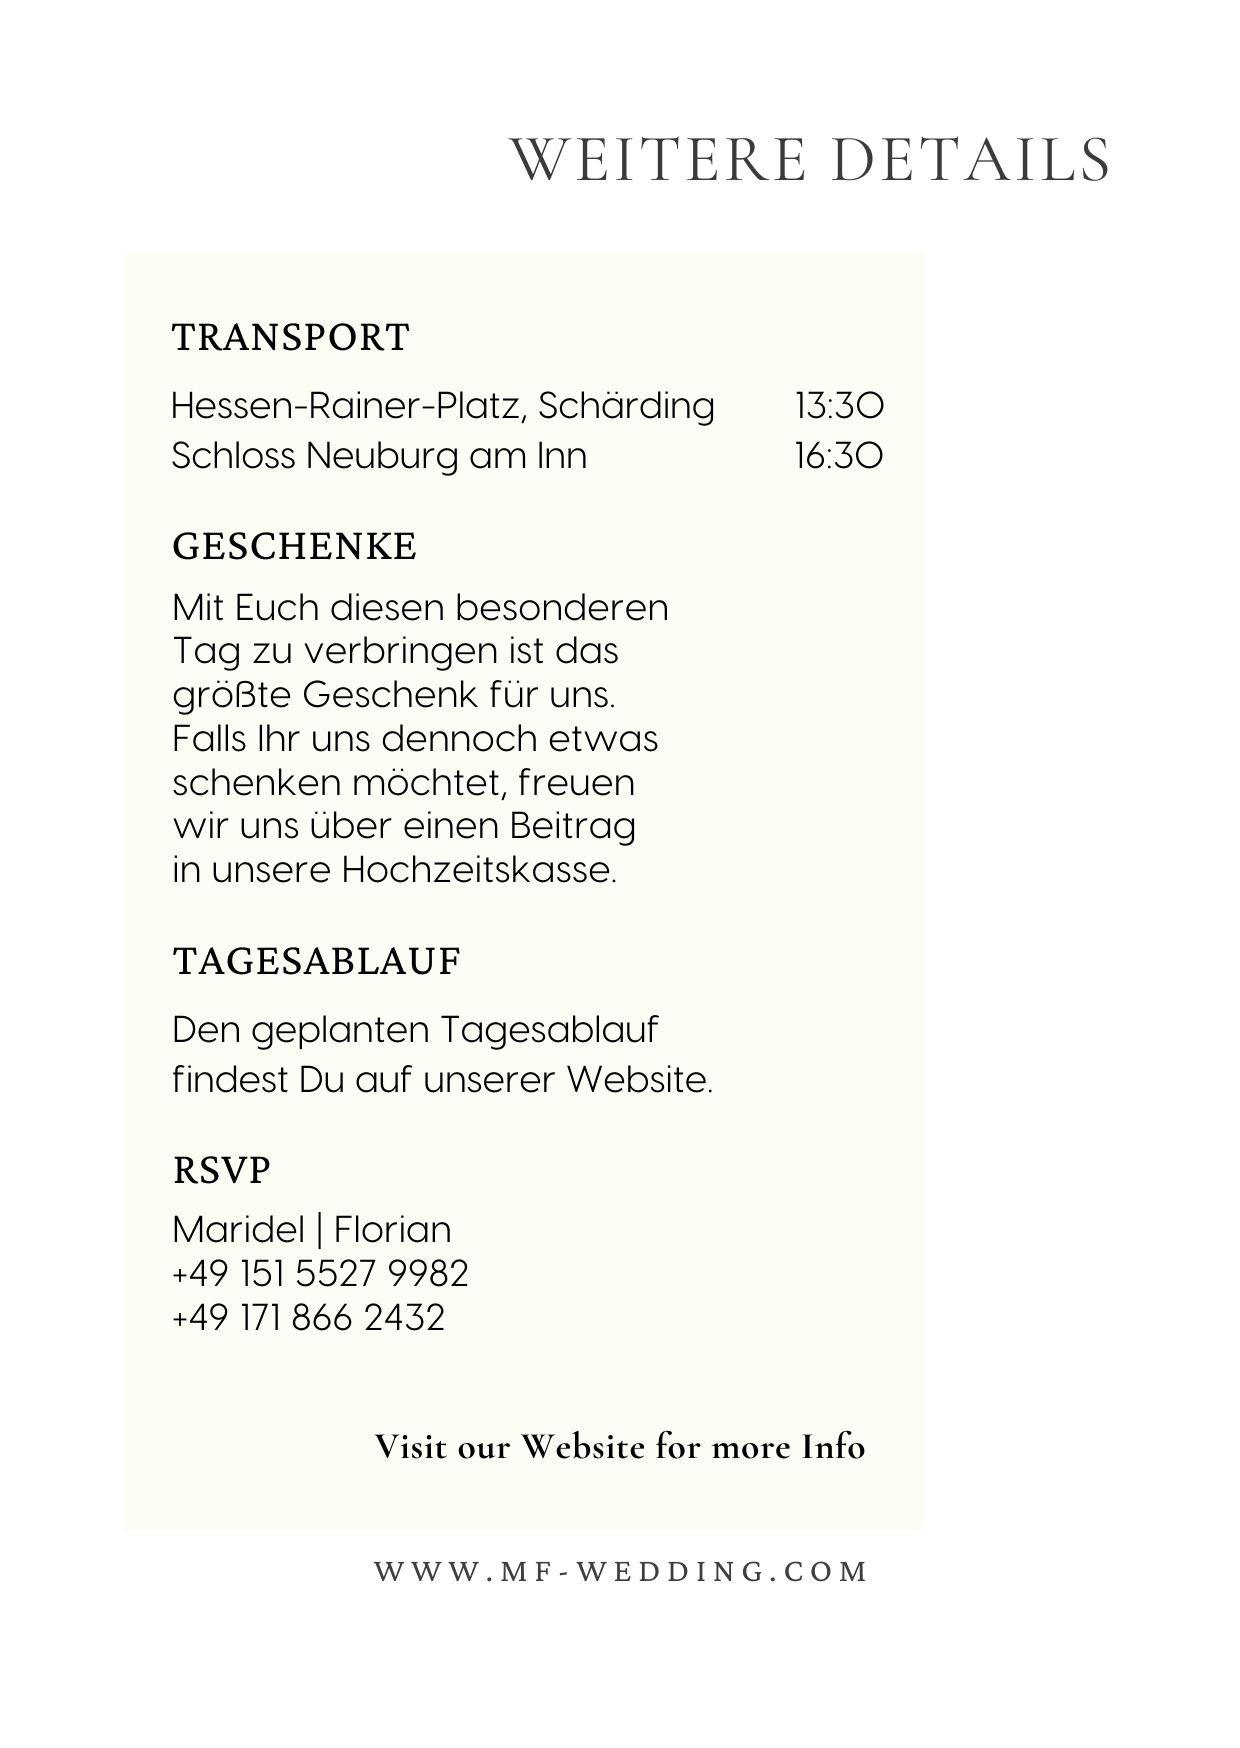 WEITERE DETAILS
TRANSPORT
Hessen-Rainer-Platz, Schärding 13:30
Schloss Neuburg am Inn 16:30
GESCHENKE
Mit Euch diesen besonderen
Tag zu verbringen ist das
größte Geschenk für uns.
Falls Ihr uns dennoch etwas
schenken möchtet, freuen
wir uns über einen Beitrag
in unsere Hochzeitskasse.
TAGESABLAUF
Den geplanten Tagesablauf
findest Du auf unserer Website.
RSVP
Maridel | Florian
+49 151 5527 9982
+49 171 866 2432
Visit our Website for more Info
WWW.MF-WEDDING.COM